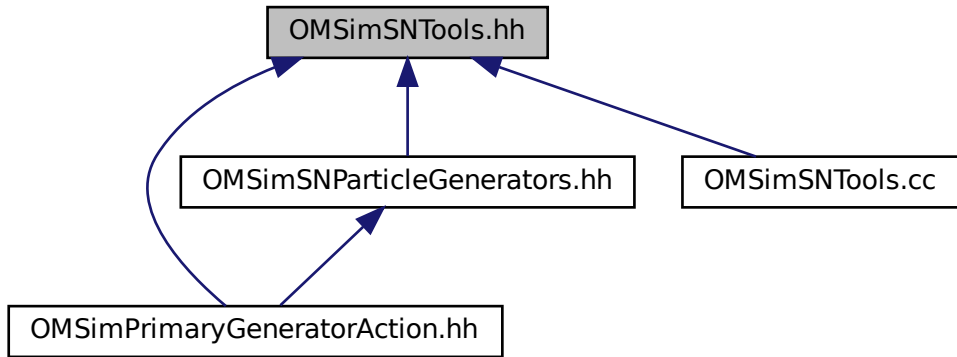 OMSimSNTools.hh
OMSimSNParticleGenerators.hh
OMSimSNTools.cc
OMSimPrimaryGeneratorAction.hh